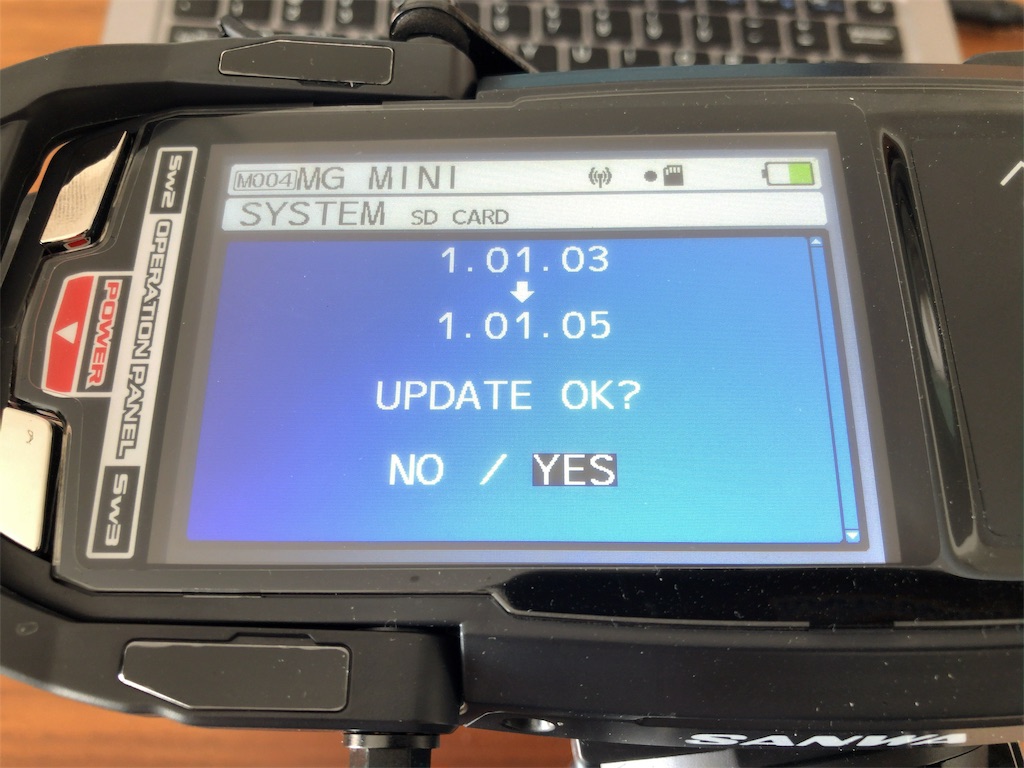 M004 MG MINI
SYSTEM SD CARD
1.01.03
1.01.05
UPDATE OK?
NO / YES
SW2
OPERATION PANEL
POWER
SW3
SANWA